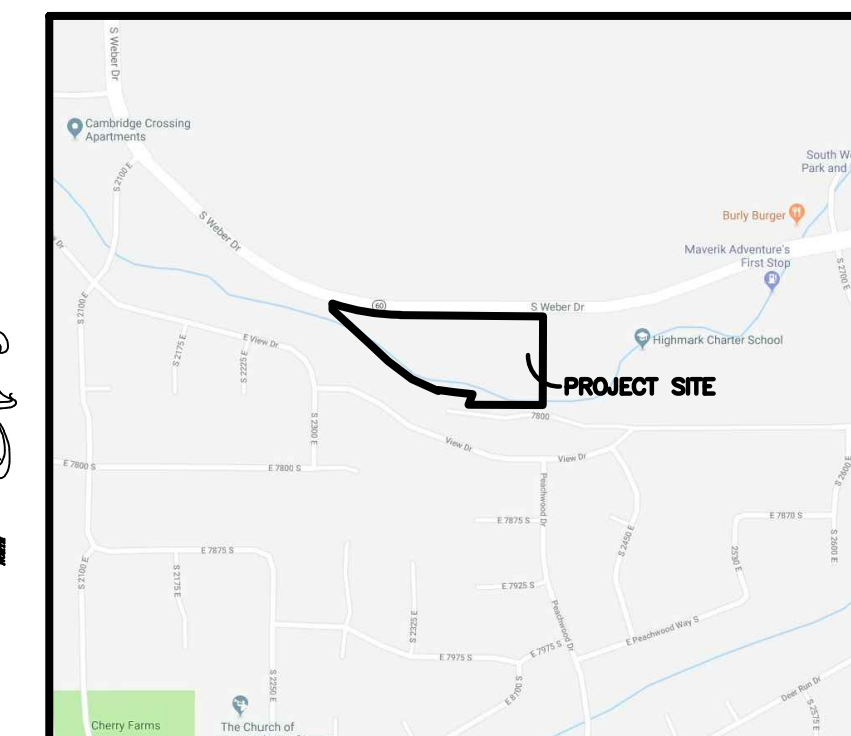 S Weber Dr
Cambridge Crossing
Apartments
S 2100 E
South W
Park and
Burly Burger
S Weber Dr
Maverik Adventure's
First Stop
S 2700 E
S 2100 E
60
S Weber Dr
Highmark Charter School
E View Dr
S 2175 E
S 2225 E
PROJECT SITE
7800
S 2300 E
View Dr
View Dr
E 7800 S
E 7800 S
S 2600 E
Peachwood Dr
E 7875 S
S 2450 E
E 7870 S
S 2600 E
E 7875 S
2530 E
S 2100 E
S 2175 E
E 7925 S
S 2325 E
Peachwood Dr
E Peachwood Way S
E 7975 S
E 7975 S
S 2250 E
E 8100 S
Deer Run Dr
S 2575 E
Cherry Farms
The Church of